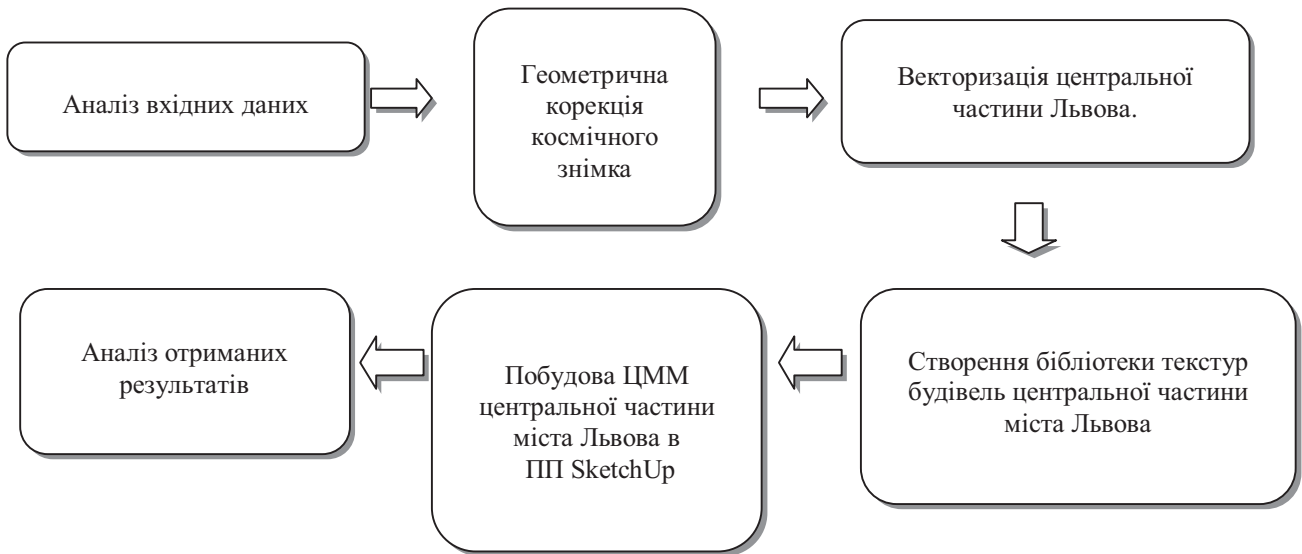 Аналіз вхідних даних
Геометрична
корекція
космічного
знімка
Векторизація центральної
частини Львова.
Створення бібліотеки текстур
будівель центральної частини
міста Львова
Побудова ЦММ
центральної частини
міста Львова в
ПП SketchUp
Аналіз отриманих
результатів